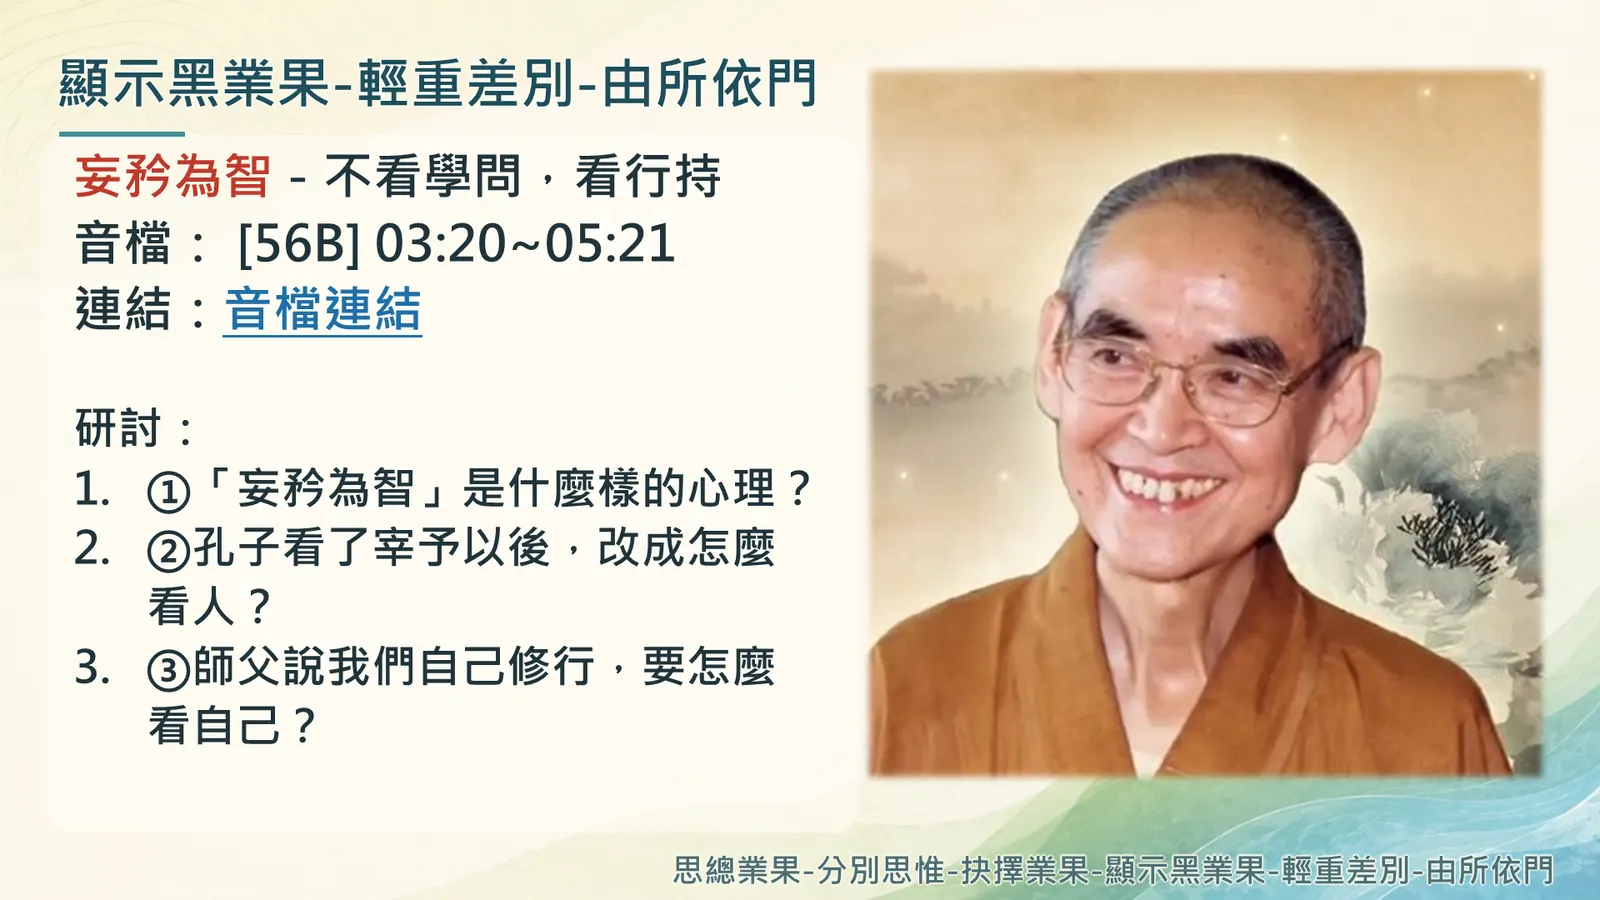 顯示黑業果-輕重差別-由所依門
妄矜為智 - 不看學問，看行持
音檔： [56B] 03:20~05:21
連結：音檔連結
研討：
1. ①「妄矜為智」是什麼樣的心理？
2. ②孔子看了宰予以後，改成怎麼
看人？
3. ③師父說我們自己修行，要怎麼
看自己？
思總業果-分別思惟-抉擇業果-顯示黑業果-輕重差別-由所依門